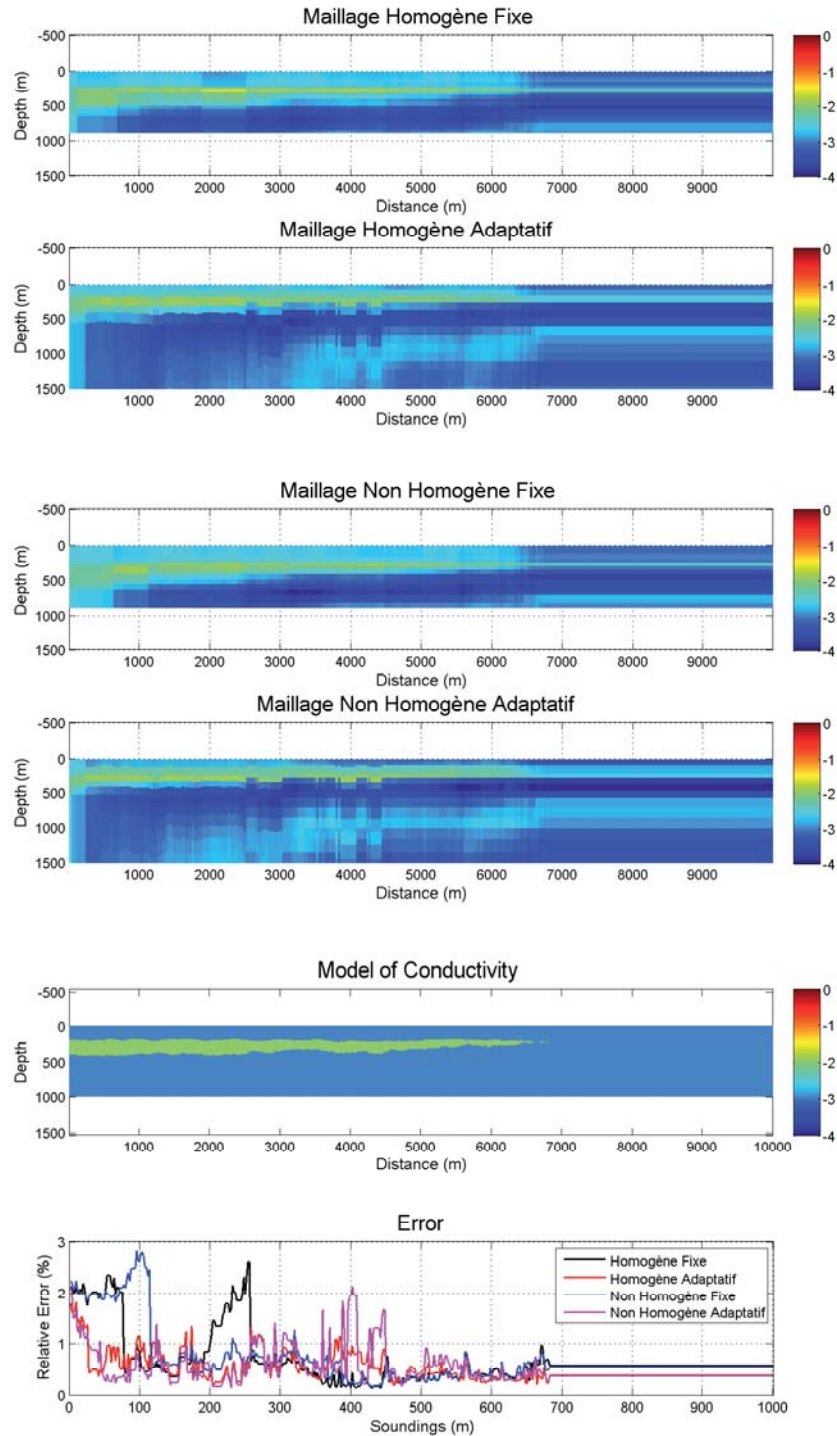 Maillage Homogène Fixe
-500
0
500
1000
1500
Depth (m)
1000 2000 3000 4000 5000 6000 7000 8000 9000
Distance (m)
0
-1
-2
-3
-4
Maillage Homogène Adaptatif
-500
0
500
1000
1500
Depth (m)
1000 2000 3000 4000 5000 6000 7000 8000 9000
Distance (m)
0
-1
-2
-3
-4
Maillage Non Homogène Fixe
-500
0
500
1000
1500
Depth (m)
1000 2000 3000 4000 5000 6000 7000 8000 9000
Distance (m)
0
-1
-2
-3
-4
Maillage Non Homogène Adaptatif
-500
0
500
1000
1500
Depth (m)
1000 2000 3000 4000 5000 6000 7000 8000 9000
Distance (m)
0
-1
-2
-3
-4
Model of Conductivity
-500
0
500
1000
1500
Depth
1000 2000 3000 4000 5000 6000 7000 8000 9000 10000
Distance (m)
0
-1
-2
-3
-4
Error
3
2
1
0
Relative Error (%)
Homogène Fixe
Homogène Adaptatif
Non Homogène Fixe
Non Homogène Adaptatif
0 100 200 300 400 500 600 700 800 900 1000
Soundings (m)